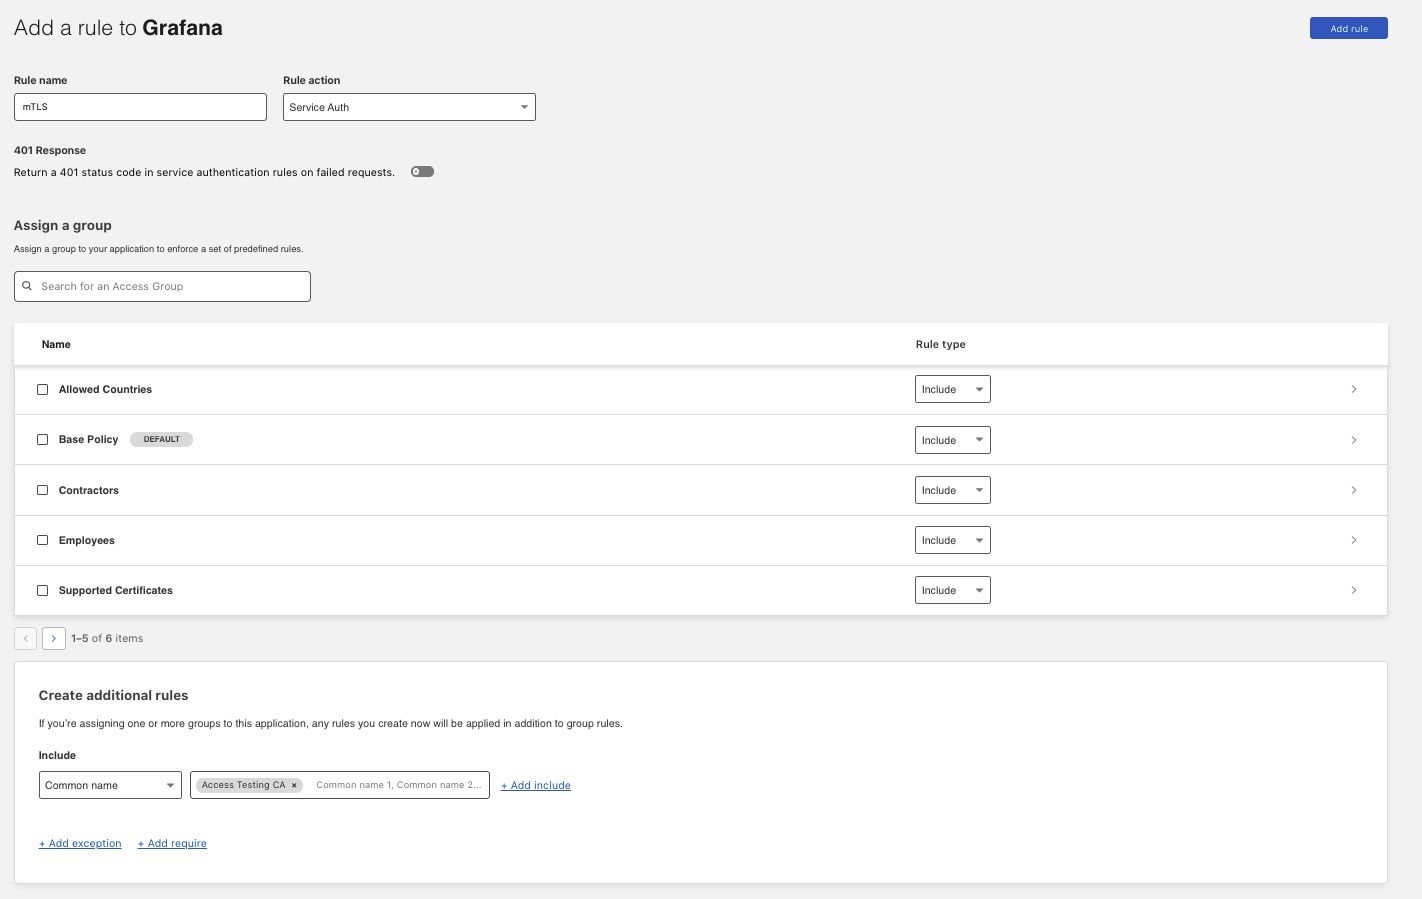 Add a rule to Grafana
Add rule
Rule name
Rule action
mTLS
Service Auth
401 Response
Return a 401 status code in service authentication rules on failed requests.
Assign a group
Assign a group to your application to enforce a set of predefined rules.
Search for an Access Group
Name
Rule type
Allowed Countries
Include
Base Policy
DEFAULT
Include
Contractors
Include
Employees
Include
Supported Certificates
Include
1–5 of 6 items
Create additional rules
If you're assigning one or more groups to this application, any rules you create now will be applied in addition to group rules.
Include
Common name
Access Testing CA ×
Common name 1, Common name 2...
+ Add include
+ Add exception
+ Add require